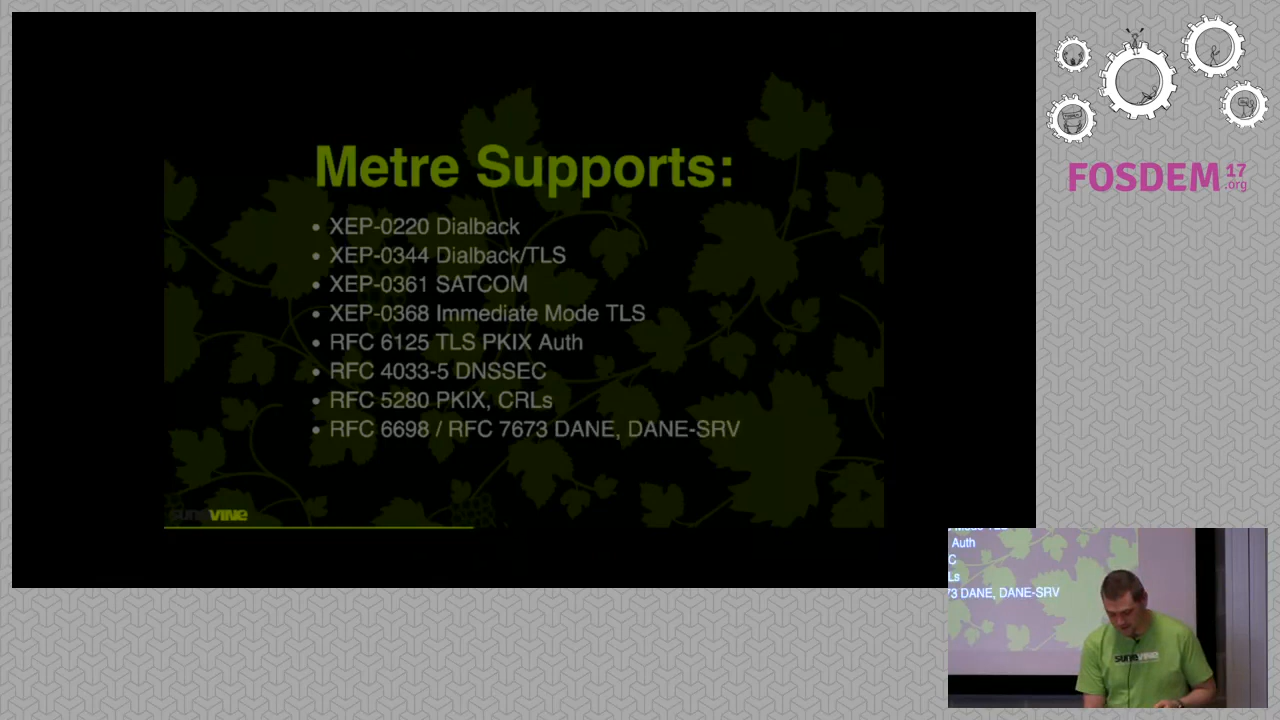 Metre Supports:
• XEP-0220 Dialback
• XEP-0344 Dialback/TLS
• XEP-0361 SATCOM
• XEP-0368 Immediate Mode TLS
• RFC 6125 TLS PKIX Auth
• RFC 4033-5 DNSSEC
• RFC 5280 PKIX, CRLs
• RFC 6698 / RFC 7673 DANE, DANE-SRV
surevine
FOSDEM 17
.org
Auth
C
Ls
73 DANE, DANE-SRV
surevine